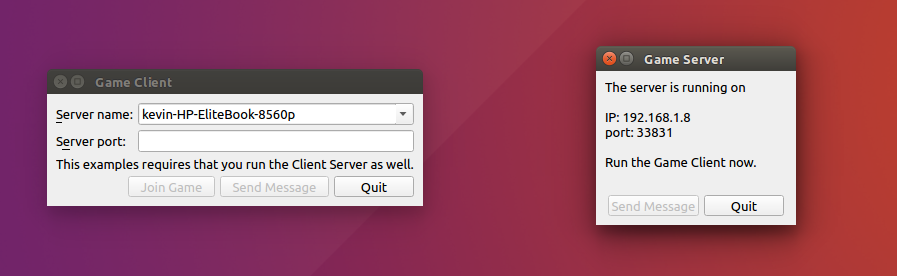 Game Client
Server name: kevin-HP-EliteBook-8560p
Server port:
This examples requires that you run the Client Server as well.
Join Game Send Message Quit
Game Server
The server is running on
IP: 192.168.1.8
port: 33831
Run the Game Client now.
Send Message Quit